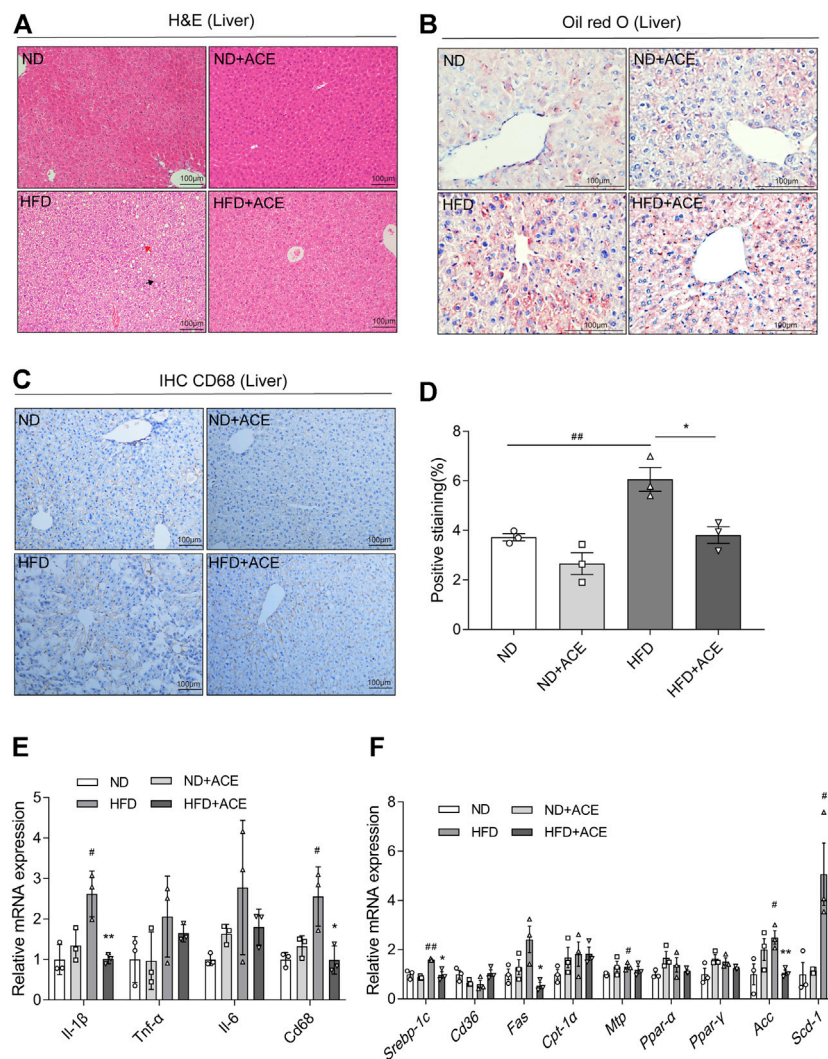 A
H&E (Liver)
ND
ND+ACE
100μm
100μm
HFD
HFD+ACE
100μm
100μm
B
Oil red O (Liver)
ND
ND+ACE
100μm
100μm
HFD
HFD+ACE
100μm
100μm
C
IHC CD68 (Liver)
ND
ND+ACE
100μm
100μm
HFD
HFD+ACE
100μm
100μm
D
Positive stiaining(%)
8
6
4
2
0
##
*
ND
ND+ACE
HFD
HFD+ACE
E
ND
ND+ACE
HFD
HFD+ACE
Relative mRNA expression
5
4
3
2
1
0
#
**
#
*
Il-1β
Tnf-α
Il-6
Cd68
F
ND
ND+ACE
HFD
HFD+ACE
Relative mRNA expression
8
6
4
2
0
##
*
*
#
#
**
#
Srebp-1c
Cd36
Fas
Cpt-1α
Mtp
Ppar-α
Ppar-γ
Acc
Scd-1